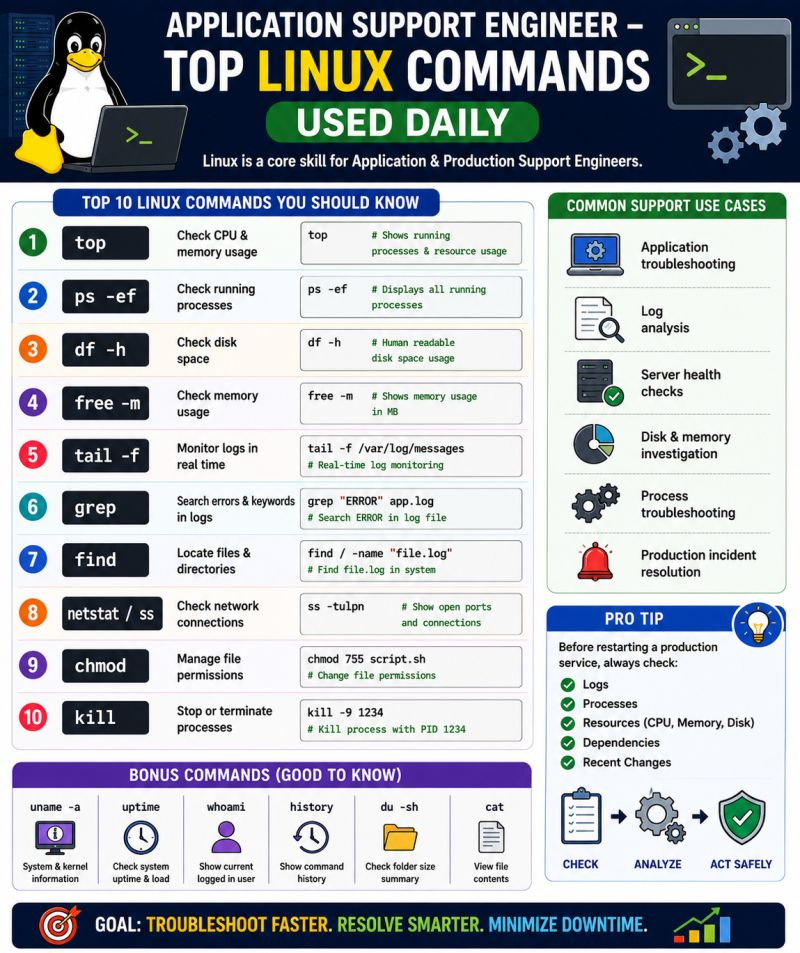 APPLICATION SUPPORT ENGINEER –
TOP LINUX COMMANDS
USED DAILY
Linux is a core skill for Application & Production Support Engineers.
>_
>_
TOP 10 LINUX COMMANDS YOU SHOULD KNOW
1
top
Check CPU &
memory usage
top # Shows running
processes & resource usage
2
ps -ef
Check running
processes
ps -ef # Displays all running
processes
3
df -h
Check disk
space
df -h # Human readable
disk space usage
4
free -m
Check memory
usage
free -m # Shows memory usage
in MB
5
tail -f
Monitor logs in
real time
tail -f /var/log/messages
# Real-time log monitoring
6
grep
Search errors & keywords
in logs
grep "ERROR" app.log
# Search ERROR in log file
7
find
Locate files &
directories
find / -name "file.log"
# Find file.log in system
8
netstat / ss
Check network
connections
ss -tulpn # Show open ports
and connections
9
chmod
Manage file
permissions
chmod 755 script.sh
# Change file permissions
10
kill
Stop or terminate
processes
kill -9 1234
# Kill process with PID 1234
BONUS COMMANDS (GOOD TO KNOW)
uname -a
System & kernel
information
uptime
Check system
uptime & load
whoami
Show current
logged in user
history
Show command
history
du -sh
Check folder size
summary
cat
View file
contents
COMMON SUPPORT USE CASES
Application
troubleshooting
Log
analysis
Server health
checks
Disk & memory
investigation
Process
troubleshooting
Production incident
resolution
PRO TIP
Before restarting a production
service, always check:
Logs
Processes
Resources (CPU, Memory, Disk)
Dependencies
Recent Changes
CHECK
ANALYZE
ACT SAFELY
GOAL: TROUBLESHOOT FASTER. RESOLVE SMARTER. MINIMIZE DOWNTIME.